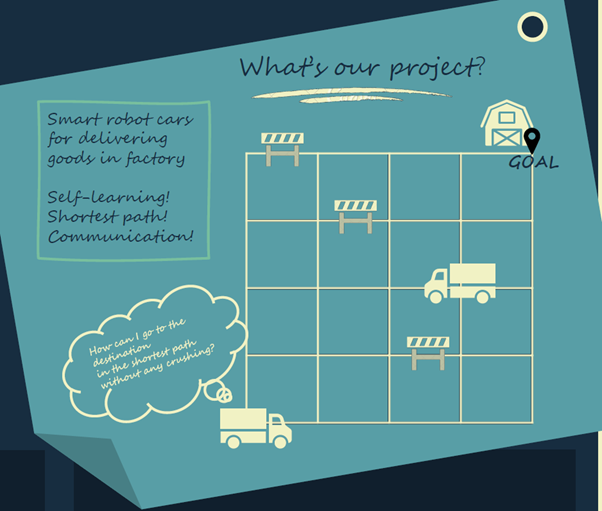 What's our project?
Smart robot cars
for delivering
goods in factory
Self-learning!
Shortest path!
Communication!
GOAL
How can I go to the
destination
in the shortest path
without any crushing?